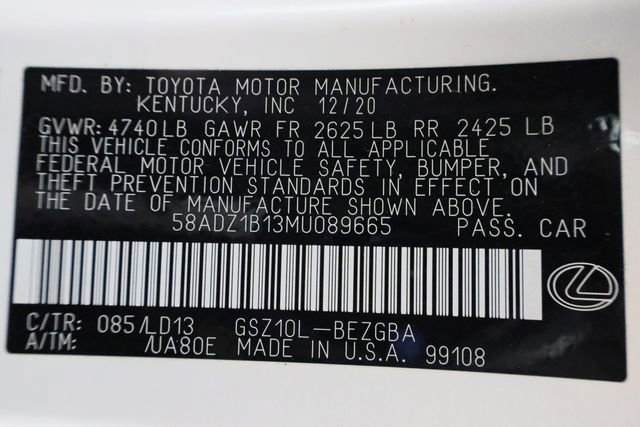 MFD. BY: TOYOTA MOTOR MANUFACTURING.
KENTUCKY, INC 12/20
GVWR: 4740 LB GAWR FR 2625 LB RR 2425 LB
THIS VEHICLE CONFORMS TO ALL APPLICABLE
FEDERAL MOTOR VEHICLE SAFETY, BUMPER, AND
THEFT PREVENTION STANDARDS IN EFFECT ON
THE DATE OF MANUFACTURE SHOWN ABOVE.
58ADZ1B13MU089665 PASS. CAR
C/TR: 085/LD13 GSZ10L-BEZGBA
A/TM: /UA80E MADE IN U.S.A. 99108